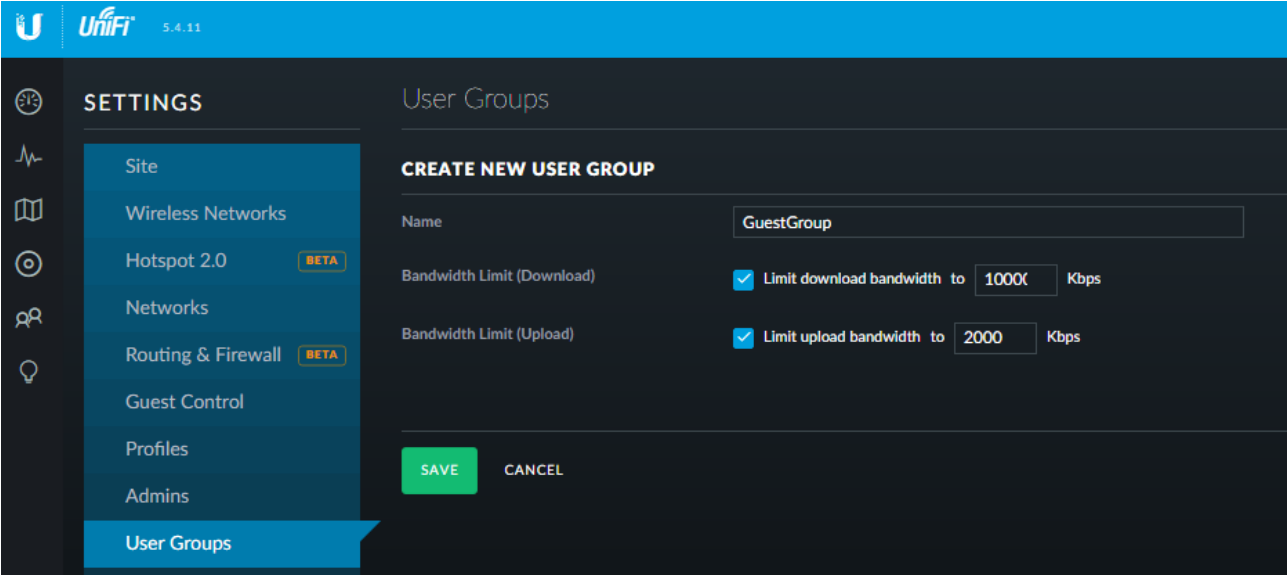 UniFi 5.4.11
SETTINGS
Site
Wireless Networks
Hotspot 2.0 BETA
Networks
Routing & Firewall BETA
Guest Control
Profiles
Admins
User Groups
User Groups
CREATE NEW USER GROUP
Name GuestGroup
Bandwidth Limit (Download) Limit download bandwidth to Kbps
Bandwidth Limit (Upload) Limit upload bandwidth to 2000 Kbps
SAVE CANCEL